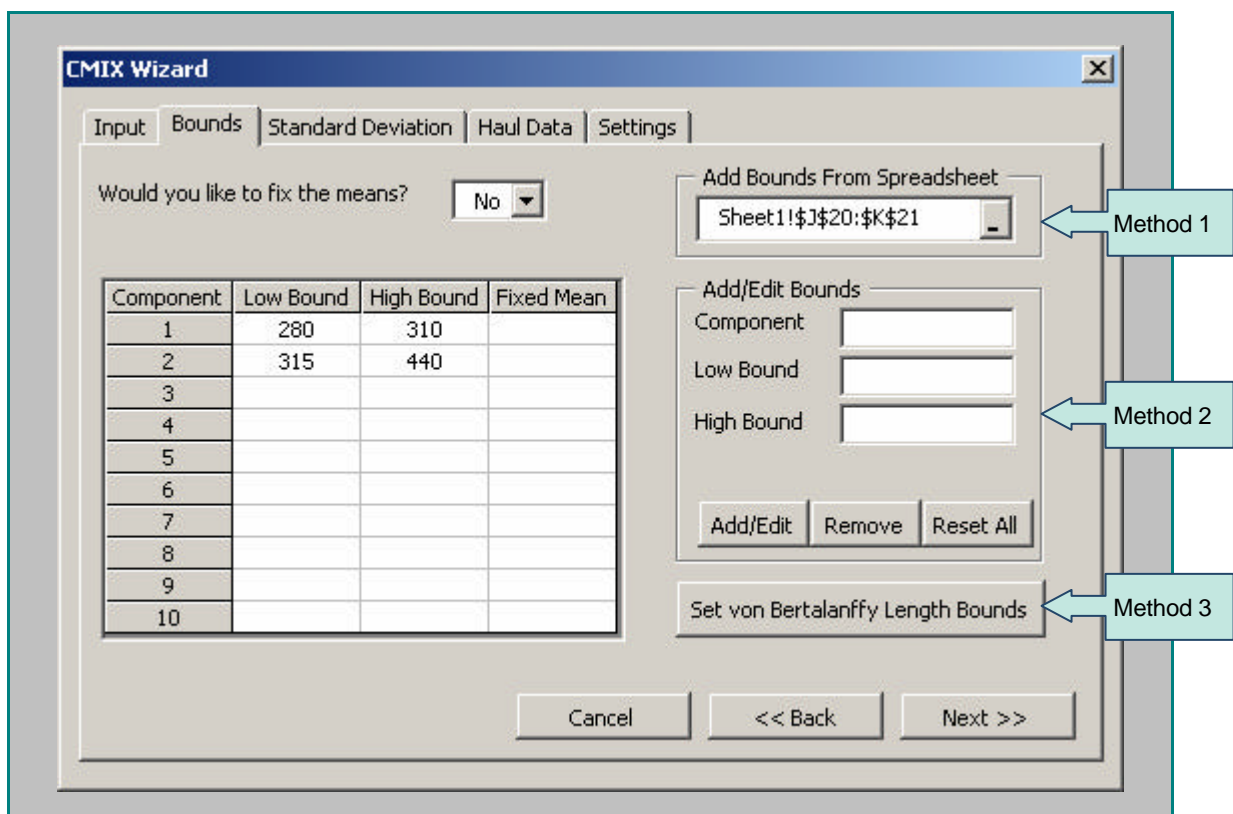 CMIX Wizard
Input Bounds Standard Deviation Haul Data Settings
Would you like to fix the means? No
Add Bounds From Spreadsheet
Sheet1!$J$20:$K$21
Method 1
Component Low Bound High Bound Fixed Mean
1 280 310
2 315 440
3
4
5
6
7
8
9
10
Add/Edit Bounds
Component
Low Bound
High Bound
Method 2
Add/Edit Remove Reset All
Set von Bertalanffy Length Bounds
Method 3
Cancel << Back Next >>